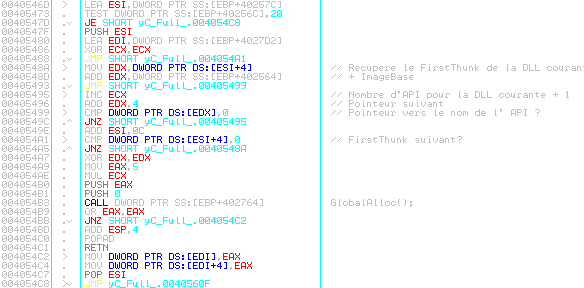 0040546D > LEA ESI,DWORD PTR SS:[EBP+40257C]
00405473 . TEST DWORD PTR SS:[EBP+40256C],20
0040547D .v JE SHORT yC_Full_.004054C8
0040547F . PUSH ESI
00405480 . LEA EDI,DWORD PTR SS:[EBP+4027D2]
00405486 . XOR ECX,ECX
00405488 .v JMP SHORT yC_Full_.004054A1
0040548A > MOV EDX,DWORD PTR DS:[ESI+4] // Recupere le FirstThunk de la DLL courante
0040548D . ADD EDX,DWORD PTR SS:[EBP+402564] // + ImageBase
00405493 .v JMP SHORT yC_Full_.00405499
00405495 > INC ECX // Nombre d'API pour la DLL courante + 1
00405496 . ADD EDX,4 // Pointeur suivant
00405499 > CMP DWORD PTR DS:[EDX],0 // Pointeur vers le nom de l' API ?
0040549C .^ JNZ SHORT yC_Full_.00405495
0040549E . ADD ESI,0C
004054A1 > CMP DWORD PTR DS:[ESI+4],0 // FirstThunk suivant?
004054A5 .^ JNZ SHORT yC_Full_.0040548A
004054A7 . XOR EDX,EDX
004054A9 . MOV EAX,5
004054AE . MUL ECX
004054B0 . PUSH EAX
004054B1 . PUSH 0
004054B3 . CALL DWORD PTR SS:[EBP+402764] GlobalAlloc();
004054B9 . OR EAX,EAX
004054BB .v JNZ SHORT yC_Full_.004054C2
004054BD . ADD ESP,4
004054C0 . POPAD
004054C1 . RETN
004054C2 > MOV DWORD PTR DS:[EDI],EAX
004054C4 . MOV DWORD PTR DS:[EDI+4],EAX
004054C7 . POP ESI
004054C8 >v JMP yC_Full_.0040560F